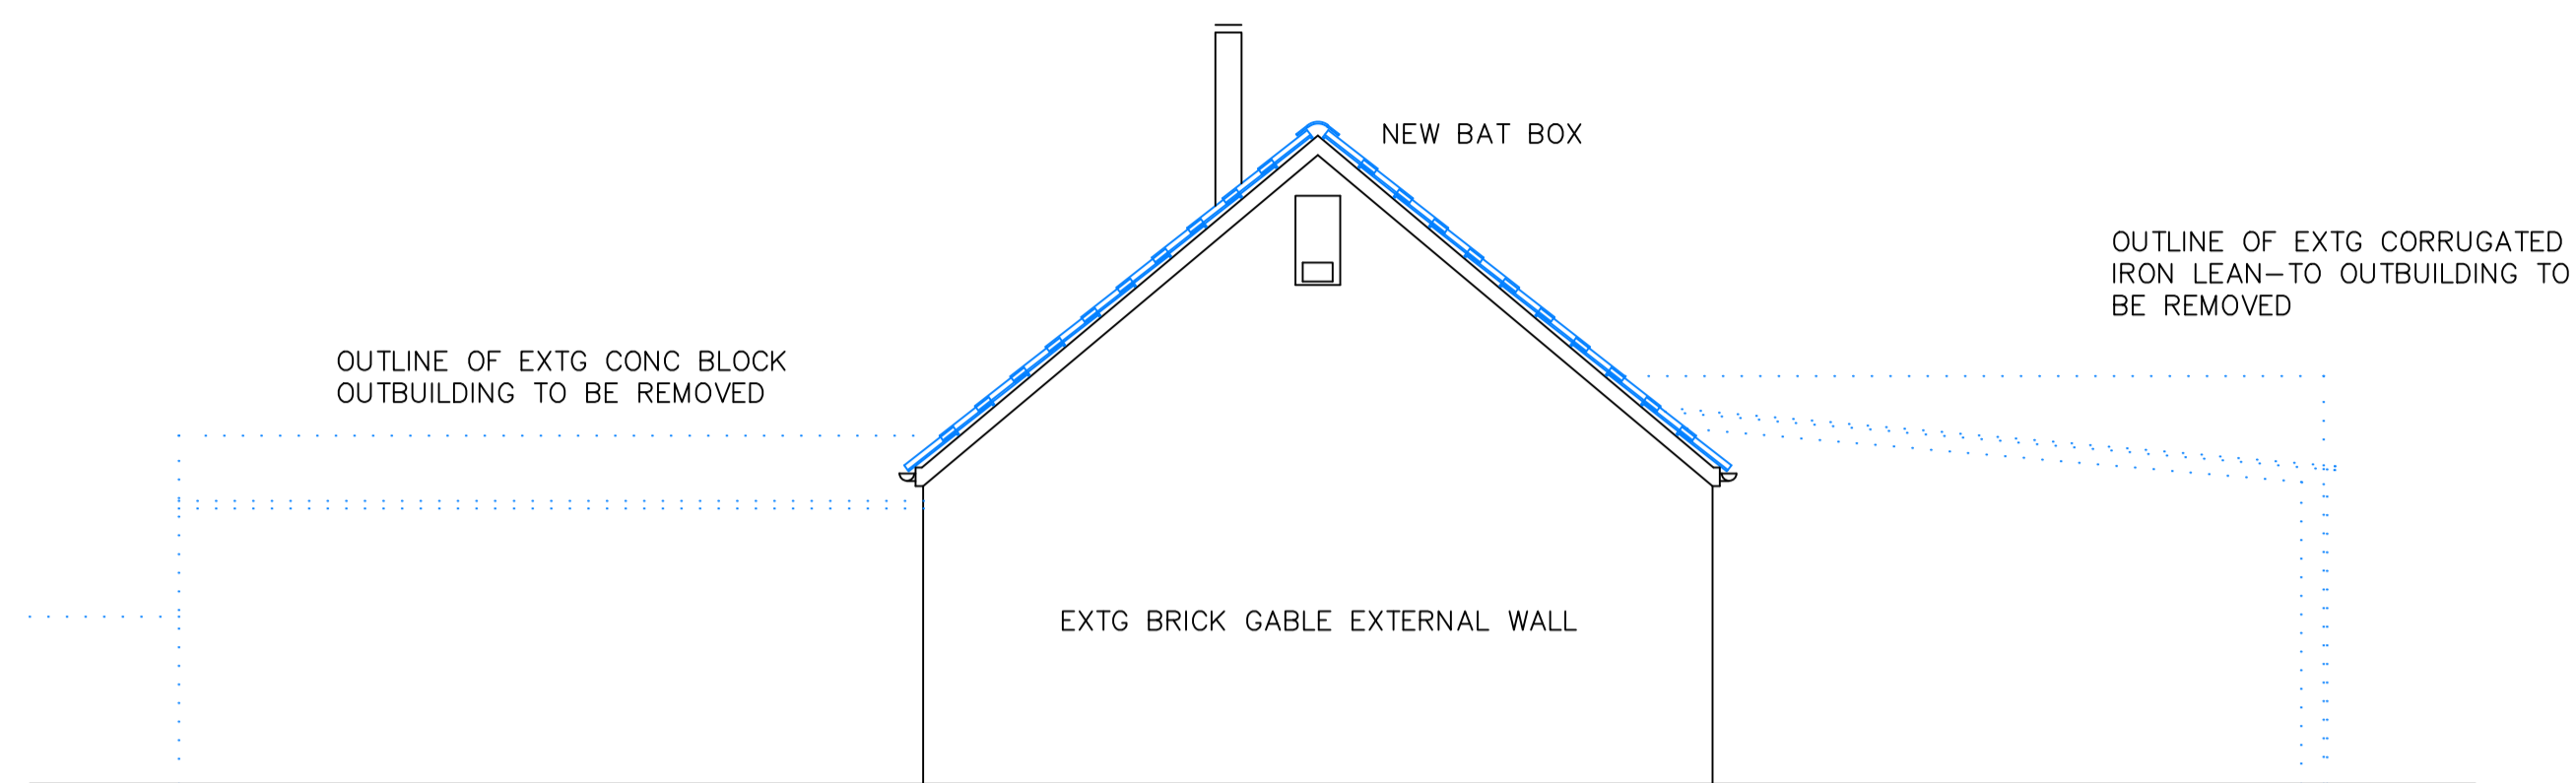 NEW BAT BOX
OUTLINE OF EXTG CORRUGATED
IRON LEAN-TO OUTBUILDING TO
BE REMOVED
OUTLINE OF EXTG CONC BLOCK
OUTBUILDING TO BE REMOVED
EXTG BRICK GABLE EXTERNAL WALL